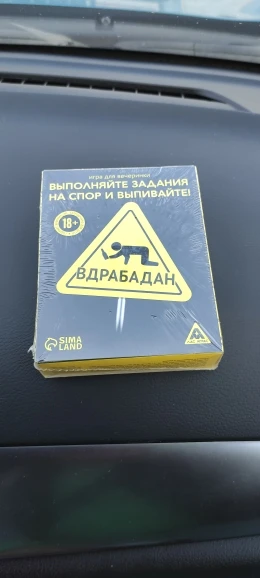 игра для вечеринки
ВЫПОЛНЯЙТЕ ЗАДАНИЯ
НА СПОР И ВЫПИВАЙТЕ!
18+
ВДРАБАДАН
SIMA
LAND